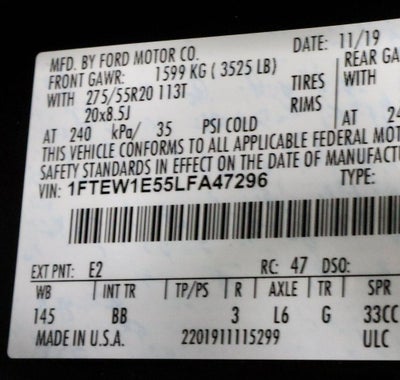 MFD. BY FORD MOTOR CO.
DATE: 11/19
FRONT GAWR: 1599 KG ( 3525 LB)
REAR GA
WITH 275/55R20 113T TIRES WITH
20x8.5J RIMS
AT 240 kPa/ 35 PSI COLD AT 24
THIS VEHICLE CONFORMS TO ALL APPLICABLE FEDERAL MOT
SAFETY STANDARDS IN EFFECT ON THE DATE OF MANUFACT
VIN: 1FTEW1E55LFA47296 TYPE:
EXT PNT: E2 RC: 47 DSO:
WB INT TR TP/PS R AXLE TR SPR
145 BB 3 L6 G 33CC
MADE IN U.S.A. 2201911115299 ULC